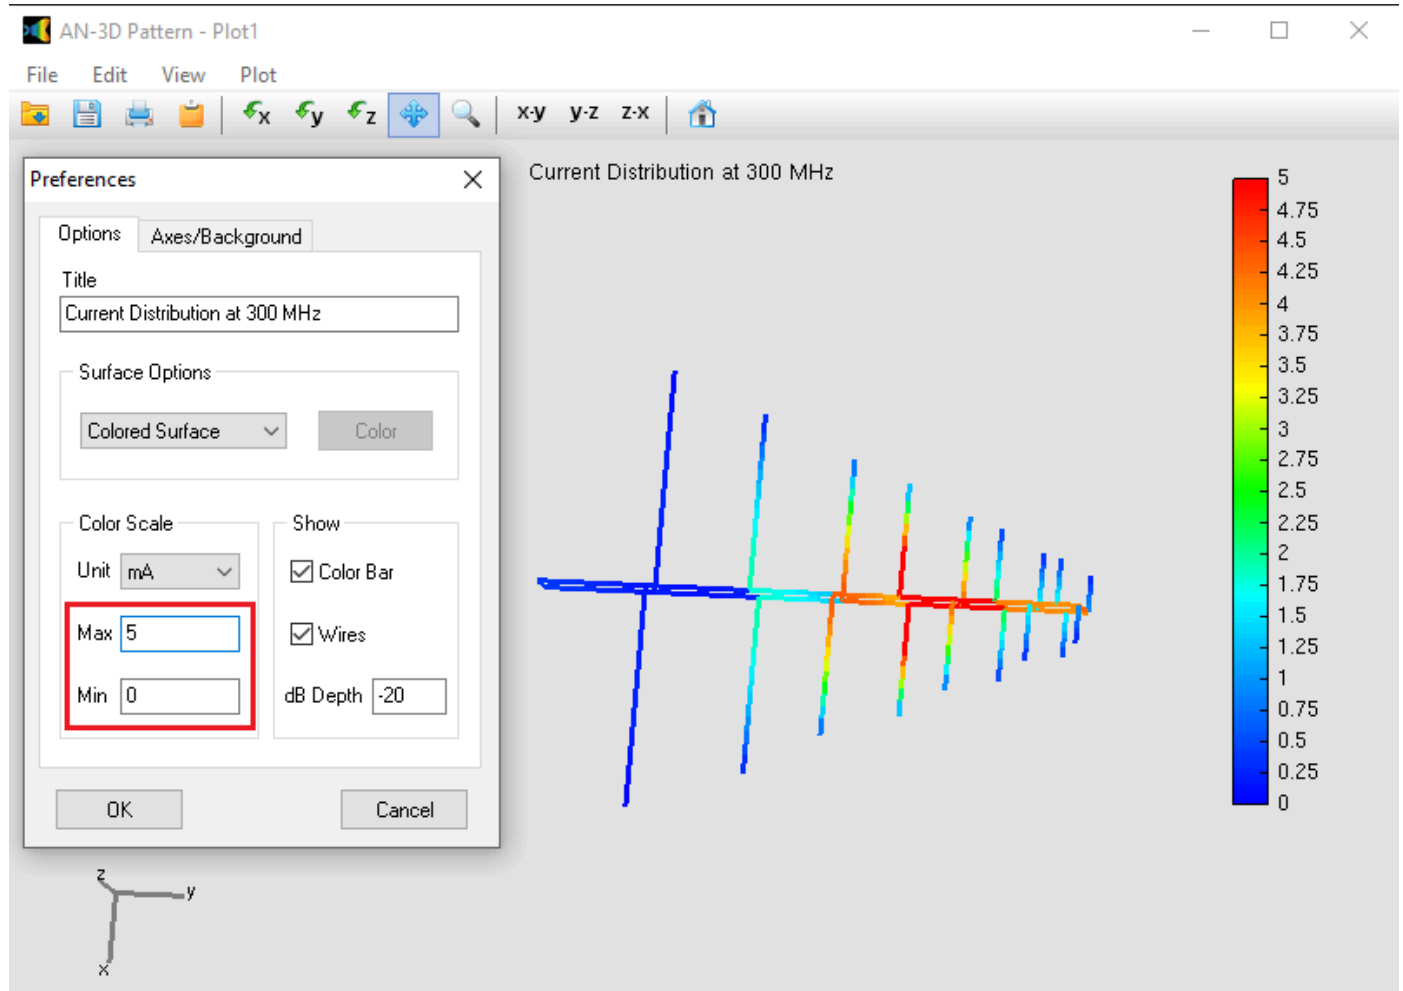 AN-3D Pattern - Plot1
File Edit View Plot
x y z x-y y-z z-x
Preferences
Options Axes/Background
Title
Current Distribution at 300 MHz
Surface Options
Colored Surface Color
Color Scale
Unit mA
Max 5
Min 0
Show
Color Bar
Wires
dB Depth -20
OK Cancel
Current Distribution at 300 MHz
5
4.75
4.5
4.25
4
3.75
3.5
3.25
3
2.75
2.5
2.25
2
1.75
1.5
1.25
1
0.75
0.5
0.25
0
z
y
x